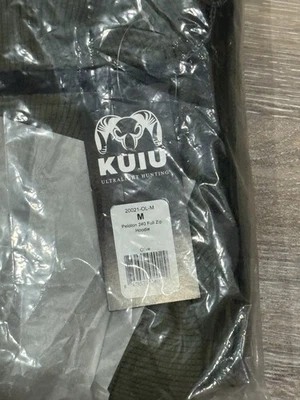 KUIU
ULTRALIGHT HUNTING
20021-OL-M
M
Peloton 240 Full Zip
Hoodie